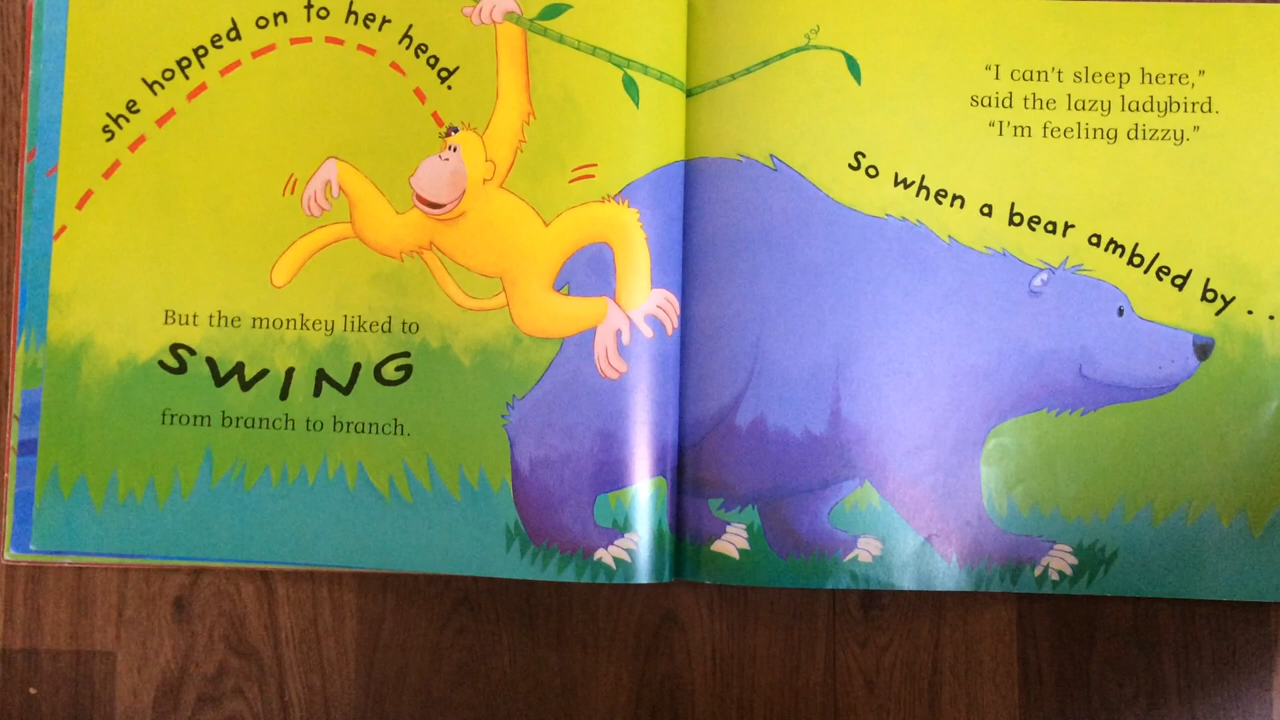 she hopped on to her head.
But the monkey liked to
SWING
from branch to branch.
“I can’t sleep here,”
said the lazy ladybird.
“I’m feeling dizzy.”
So when a bear ambled by . . .